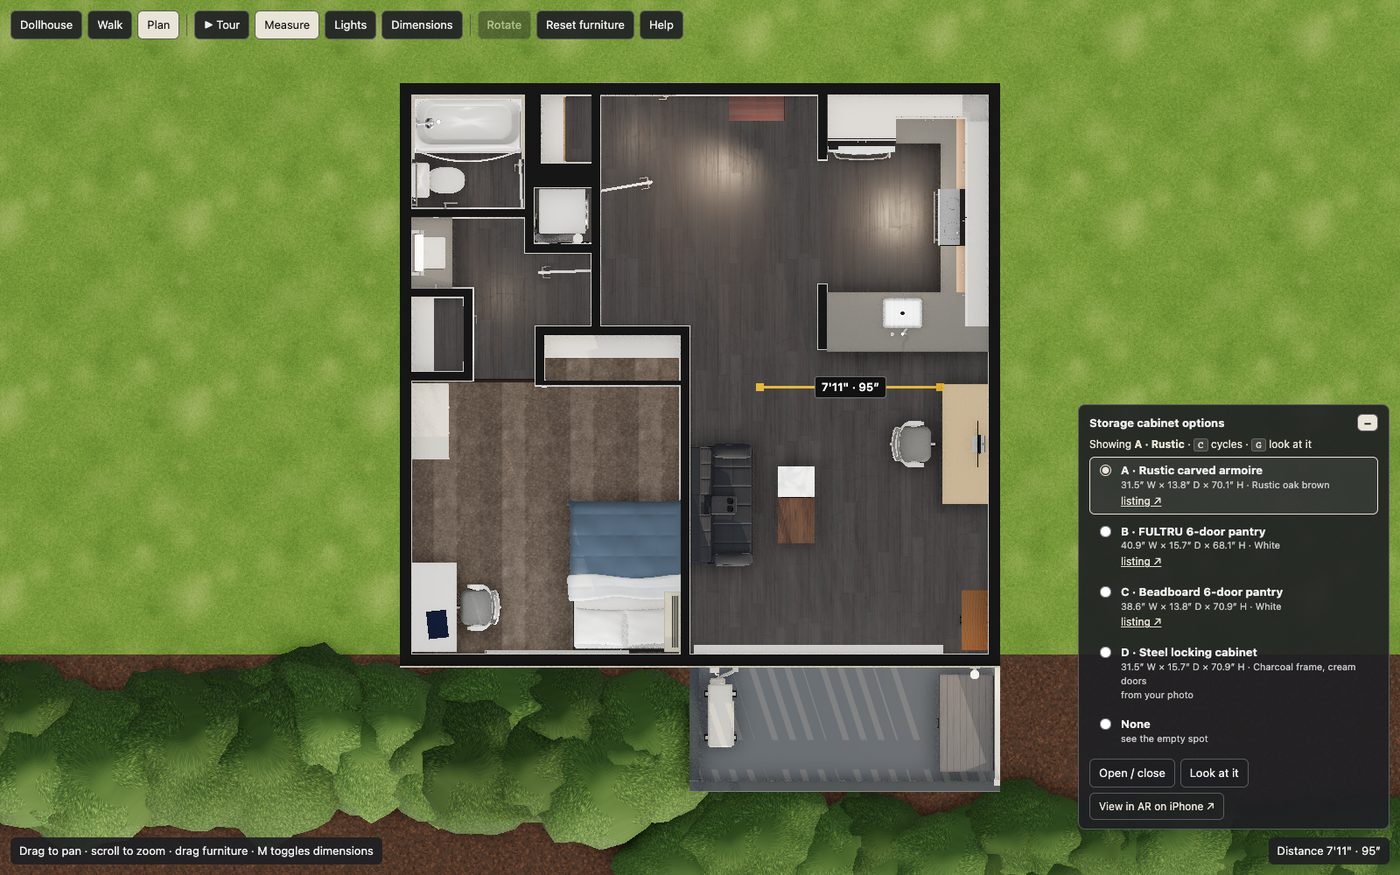 Dollhouse
Walk
Plan
▶ Tour
Measure
Lights
Dimensions
Rotate
Reset furniture
Help
7'11" · 95″
Storage cabinet options
–
Showing A · Rustic · C cycles · G look at it
A · Rustic carved armoire
31.5″ W × 13.8″ D × 70.1″ H · Rustic oak brown
listing ↗
B · FULTRU 6-door pantry
40.9″ W × 15.7″ D × 68.1″ H · White
listing ↗
C · Beadboard 6-door pantry
38.6″ W × 13.8″ D × 70.9″ H · White
listing ↗
D · Steel locking cabinet
31.5″ W × 15.7″ D × 70.9″ H · Charcoal frame, cream
doors
from your photo
None
see the empty spot
Open / close
Look at it
View in AR on iPhone ↗
Drag to pan · scroll to zoom · drag furniture · M toggles dimensions
Distance 7'11" · 95″